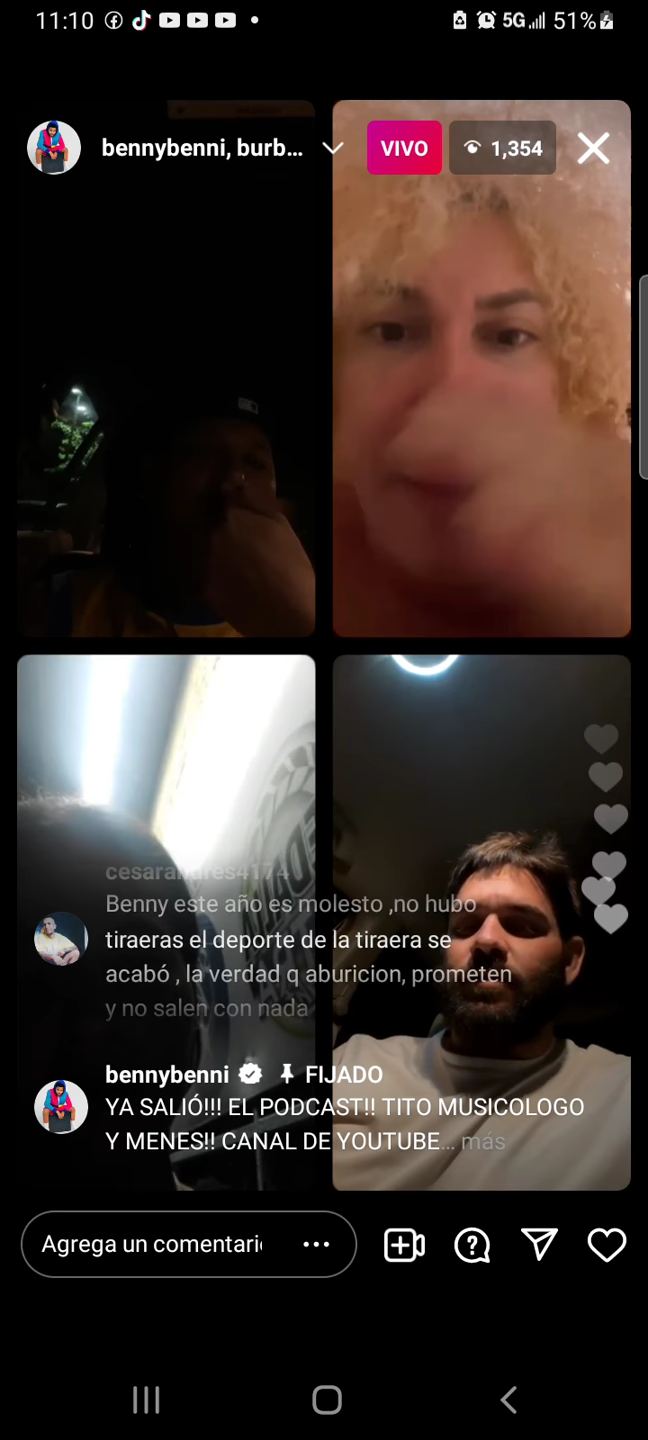 11:10
5G
51%
bennybenni, burb...
VIVO
1,354
cesarandres4174
Benny este año es molesto ,no hubo
tiraeras el deporte de la tiraera se
acabó , la verdad q aburicion, prometen
y no salen con nada
bennybenni FIJADO
YA SALIÓ!!! EL PODCAST!! TITO MUSICOLOGO
Y MENES!! CANAL DE YOUTUBE... más
Agrega un comentari